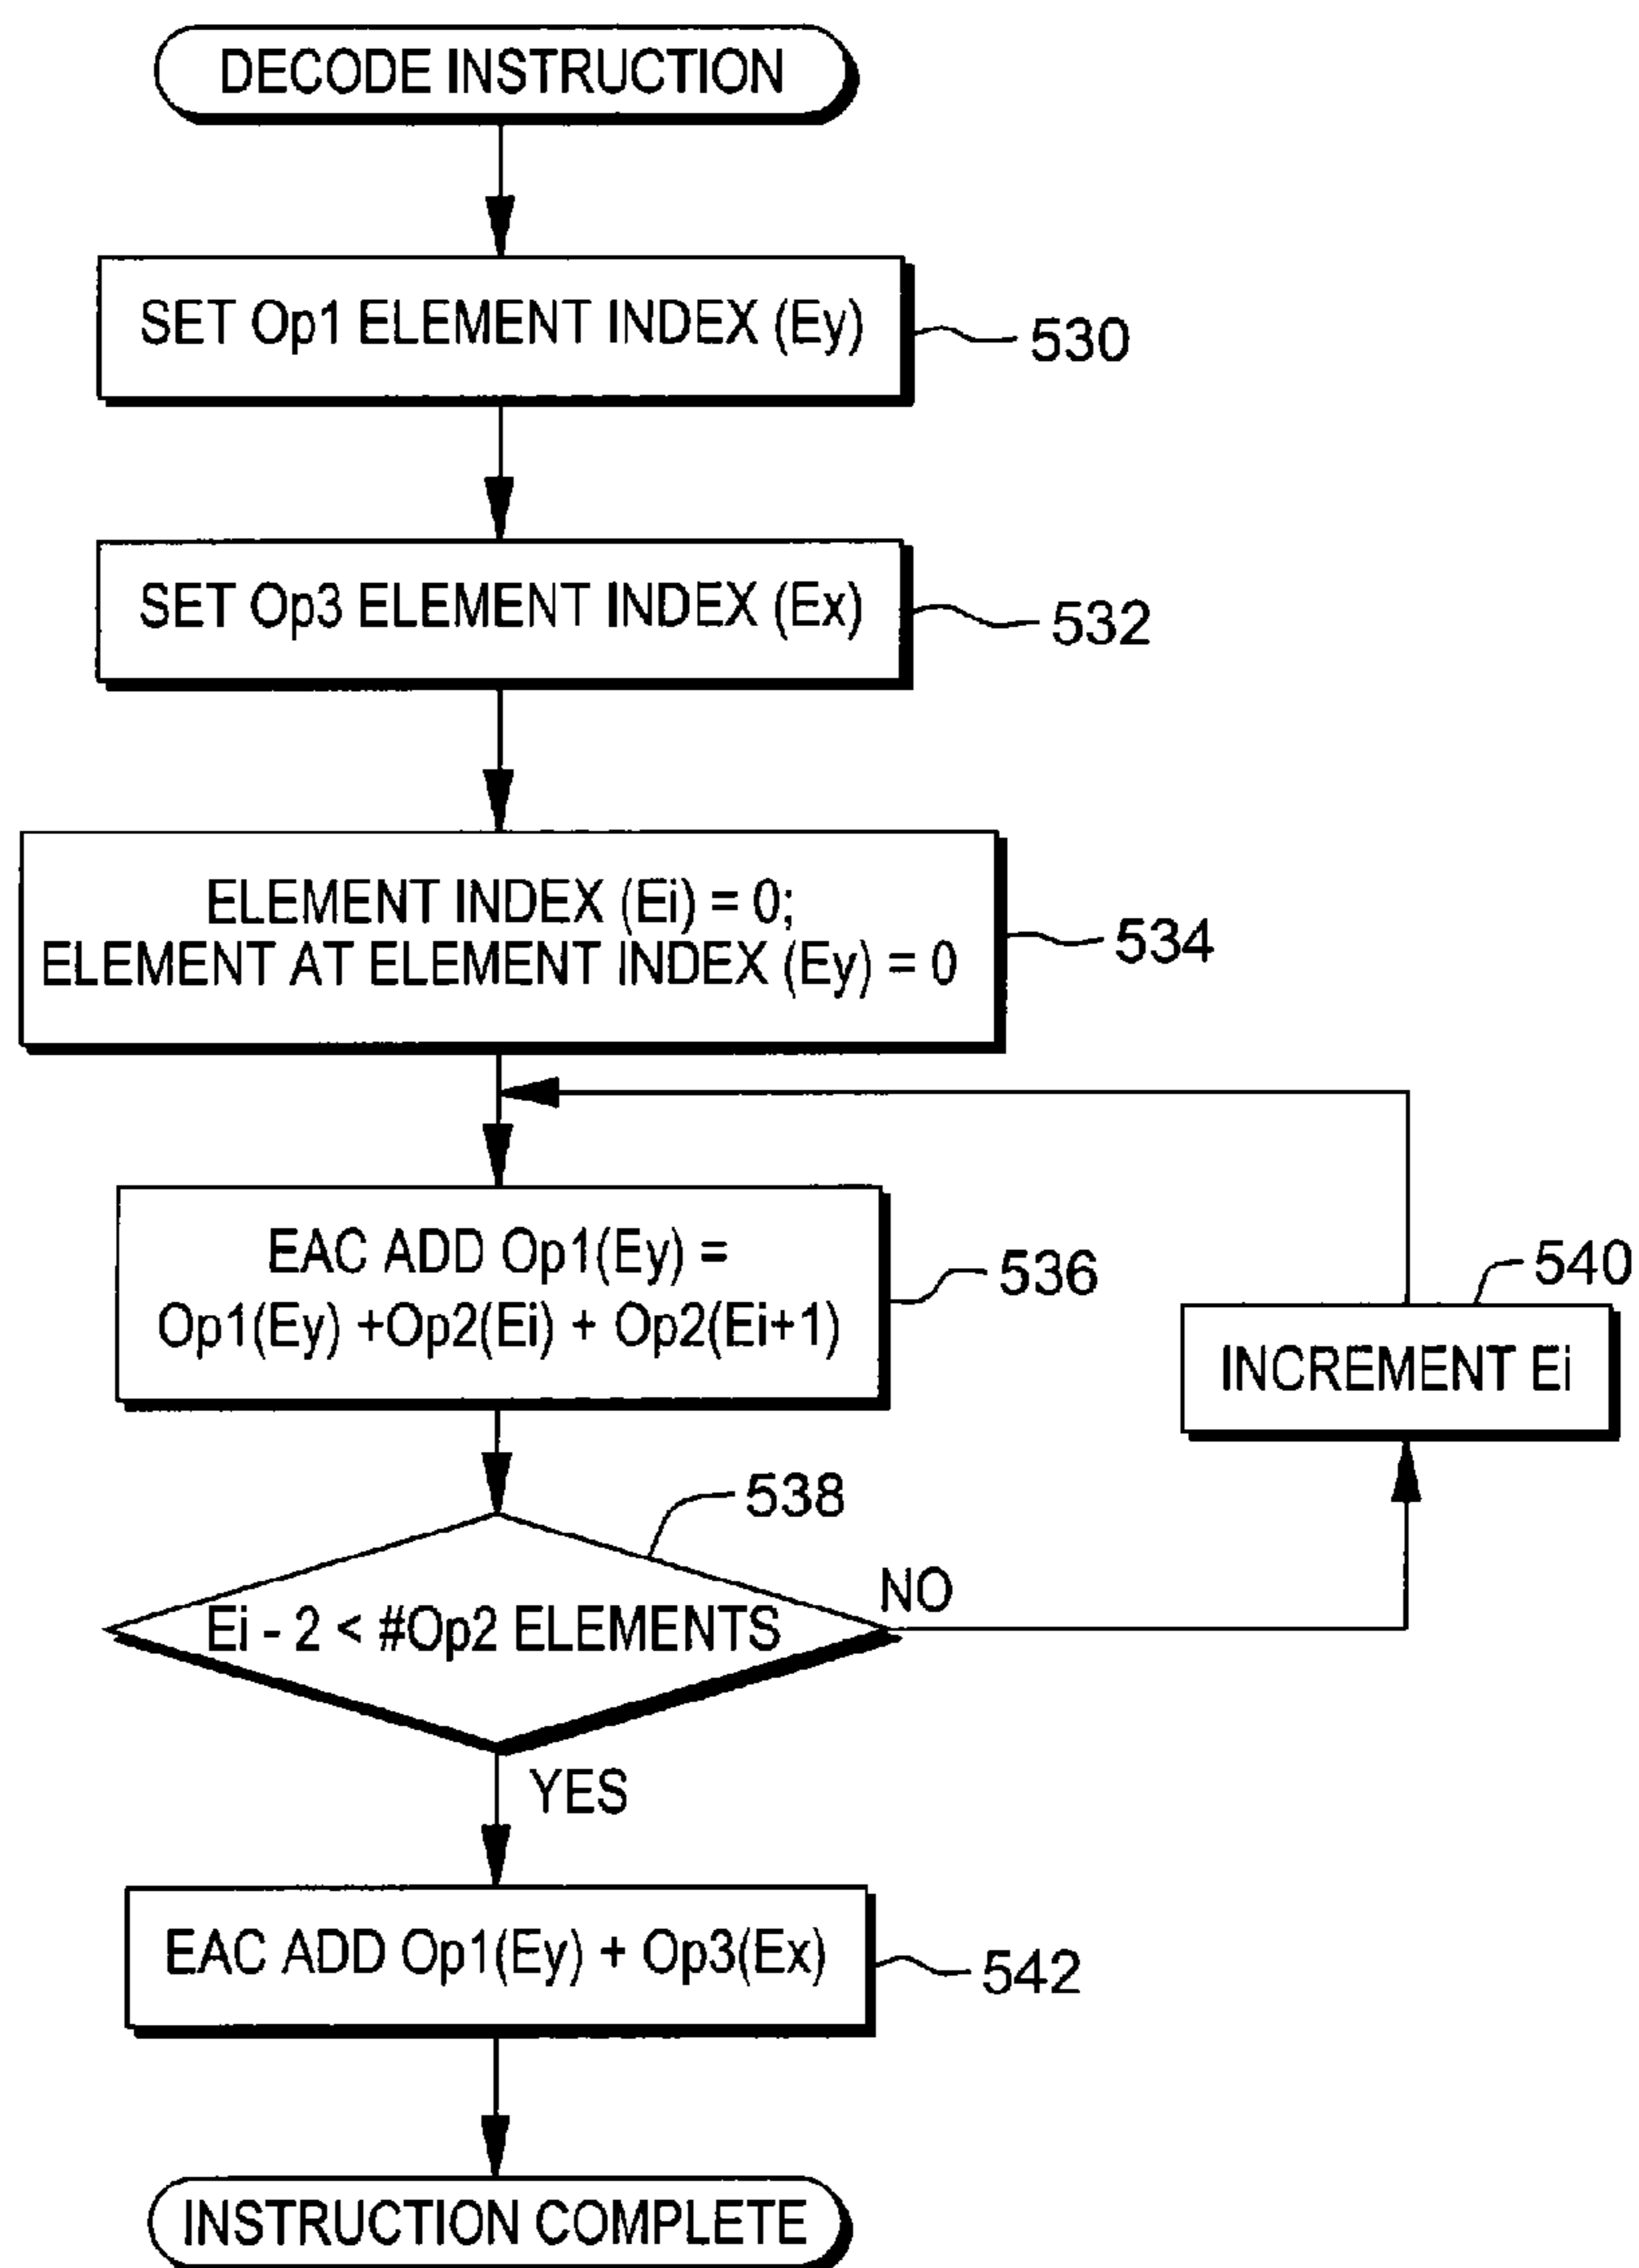 DECODE INSTRUCTION
SET Op1 ELEMENT INDEX (Ey)
530
SET Op3 ELEMENT INDEX (Ex)
532
ELEMENT INDEX (Ei) = 0;
ELEMENT AT ELEMENT INDEX (Ey) = 0
534
EAC ADD Op1(Ey) =
Op1(Ey) +Op2(Ei) + Op2(Ei+1)
536
540
INCREMENT Ei
538
Ei - 2 < #Op2 ELEMENTS
NO
YES
EAC ADD Op1(Ey) + Op3(Ex)
542
INSTRUCTION COMPLETE